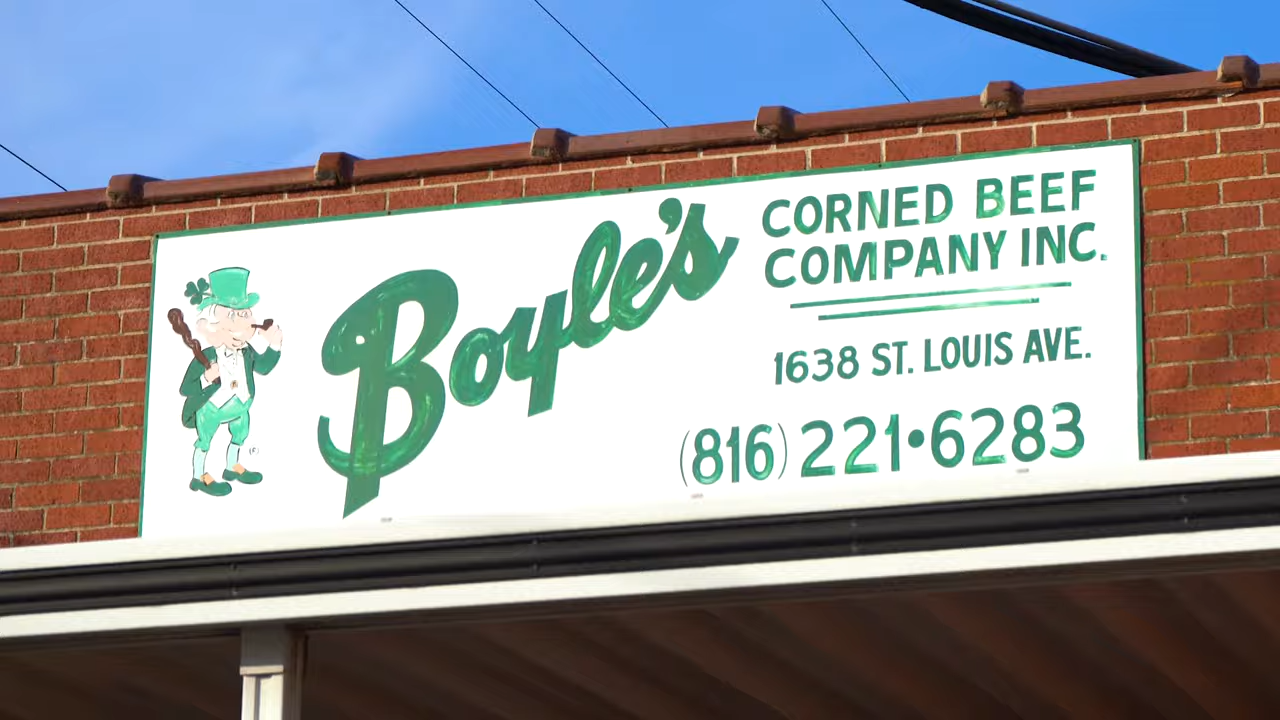 Boyle's
CORNED BEEF
COMPANY INC.
1638 ST. LOUIS AVE.
(816) 221•6283